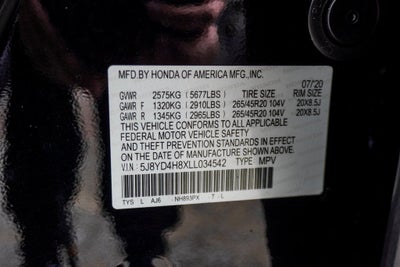 MFD BY HONDA OF AMERICA MFG., INC. 07/20
GVWR 2575KG (5677LBS) TIRE SIZE RIM SIZE
GAWR F 1320KG (2910LBS) 265/45R20 104V 20X8.5J
GAWR R 1345KG (2965LBS) 265/45R20 104V 20X8.5J
THIS VEHICLE CONFORMS TO ALL APPLICABLE
FEDERAL MOTOR VEHICLE SAFETY
AND THEFT PREVENTION STANDARDS IN EFFECT ON
THE DATE OF MANUFACTURE SHOWN ABOVE.
V.I.N: 5J8YD4H8XLL034542 TYPE: MPV
TYS L AJ6 NH893PX T -L